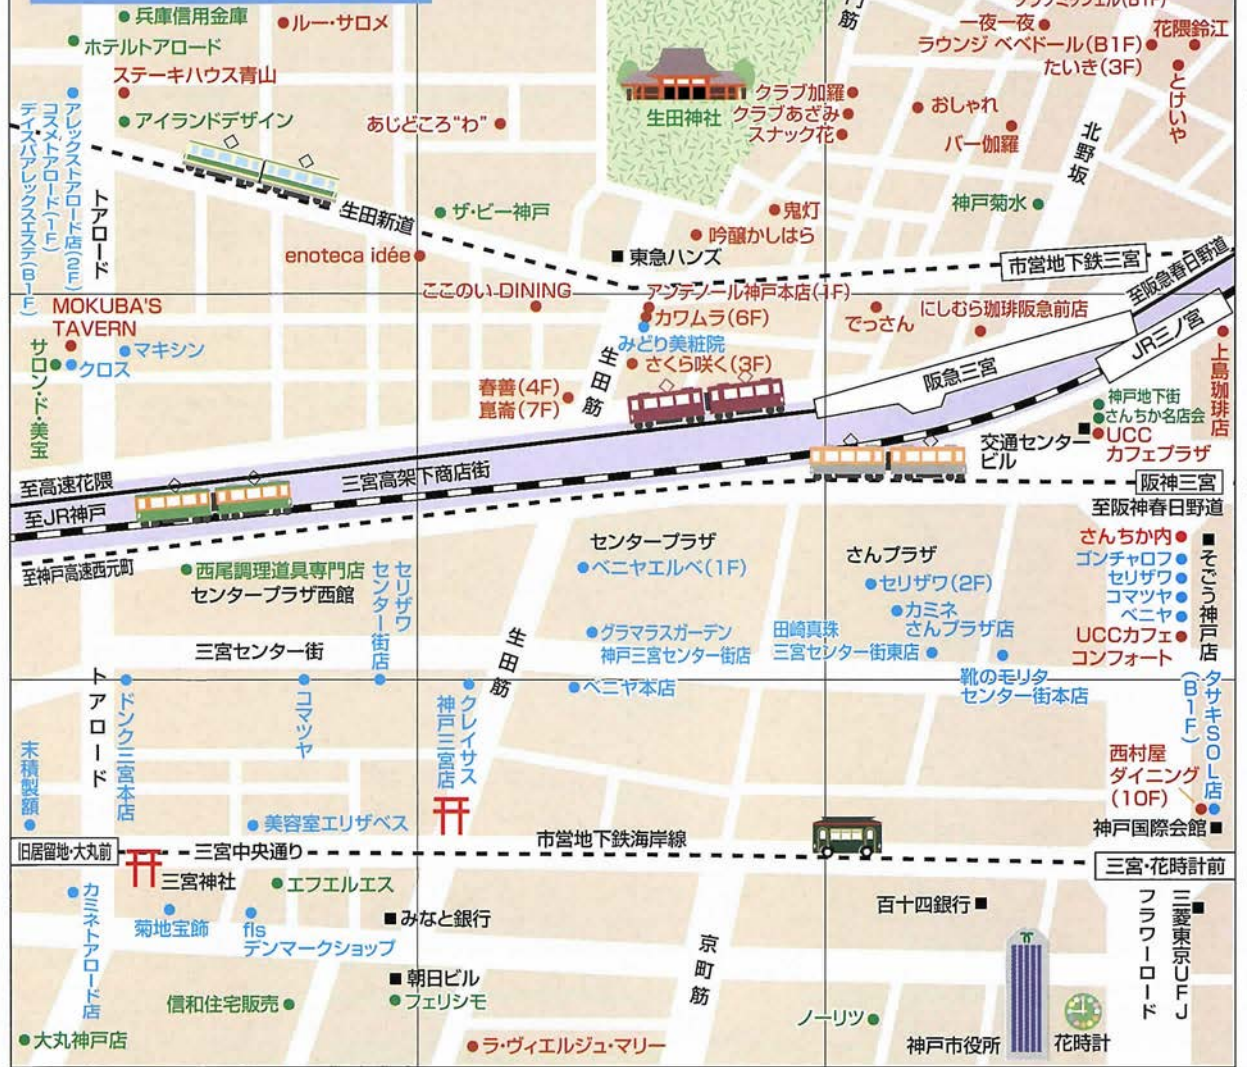 兵庫信用金庫
ルー・サロメ
ホテルトアロード
ステーキハウス青山
アイランドデザイン
あじどころ“わ”
アレックストアロード店(2F)
コスメトアロード(1F)
ディスパアレックスエステ(B1F)
トアロード
生田新道
ザ・ビー神戸
enoteca idée
生田神社
門筋
クラブ加羅
クラブあざみ
スナック花
一夜一夜
ラウンジ ベベドール(B1F)
たいき(3F)
花隈鈴江
とけいや
おしゃれ
バー伽羅
北野坂
神戸菊水
鬼灯
吟醸かしはら
東急ハンズ
市営地下鉄三宮
至阪急春日野道
ここのい DINING
アンテノール神戸本店(1F)
カワムラ(6F)
みどり美粧院
さくら咲く(3F)
でっさん
にしむら珈琲阪急前店
JR三ノ宮
阪急三宮
上島珈琲店
MOKUBA'S
TAVERN
マキシン
クロス
サロン・ド・美宝
春善(4F)
崑崙(7F)
生田筋
神戸地下街
さんちか名店会
UCC
カフェプラザ
交通センター
ビル
至高速花隈
至JR神戸
三宮高架下商店街
至神戸高速西元町
阪神三宮
至阪神春日野道
西尾調理道具専門店
センタープラザ西館
セリザワ
センター街店
センタープラザ
ベニヤエルベ(1F)
さんプラザ
セリザワ(2F)
カミネ
さんプラザ店
さんちか内
ゴンチャロフ
セリザワ
コマツヤ
ベニヤ
UCCカフェ
コンフォート
そごう神戸店
三宮センター街
グラマラスガーデン
神戸三宮センター街店
田崎真珠
三宮センター街東店
靴のモリタ
センター街本店
生田筋
ベニヤ本店
トアロード
ドンク三宮本店
コマツヤ
クレイサス
神戸三宮店
タサキSOL店
(B1F)
西村屋
ダイニング
(10F)
神戸国際会館
末積製額
美容室エリザベス
旧居留地・大丸前
三宮中央通り
市営地下鉄海岸線
三宮・花時計前
三宮神社
エフエルエス
カミネトアロード店
菊地宝飾
fls
デンマークショップ
みなと銀行
百十四銀行
三菱東京UFJ
フラワーロード
京町筋
朝日ビル
フェリシモ
信和住宅販売
ノーリツ
大丸神戸店
ラ・ヴィエルジュ・マリー
神戸市役所
花時計